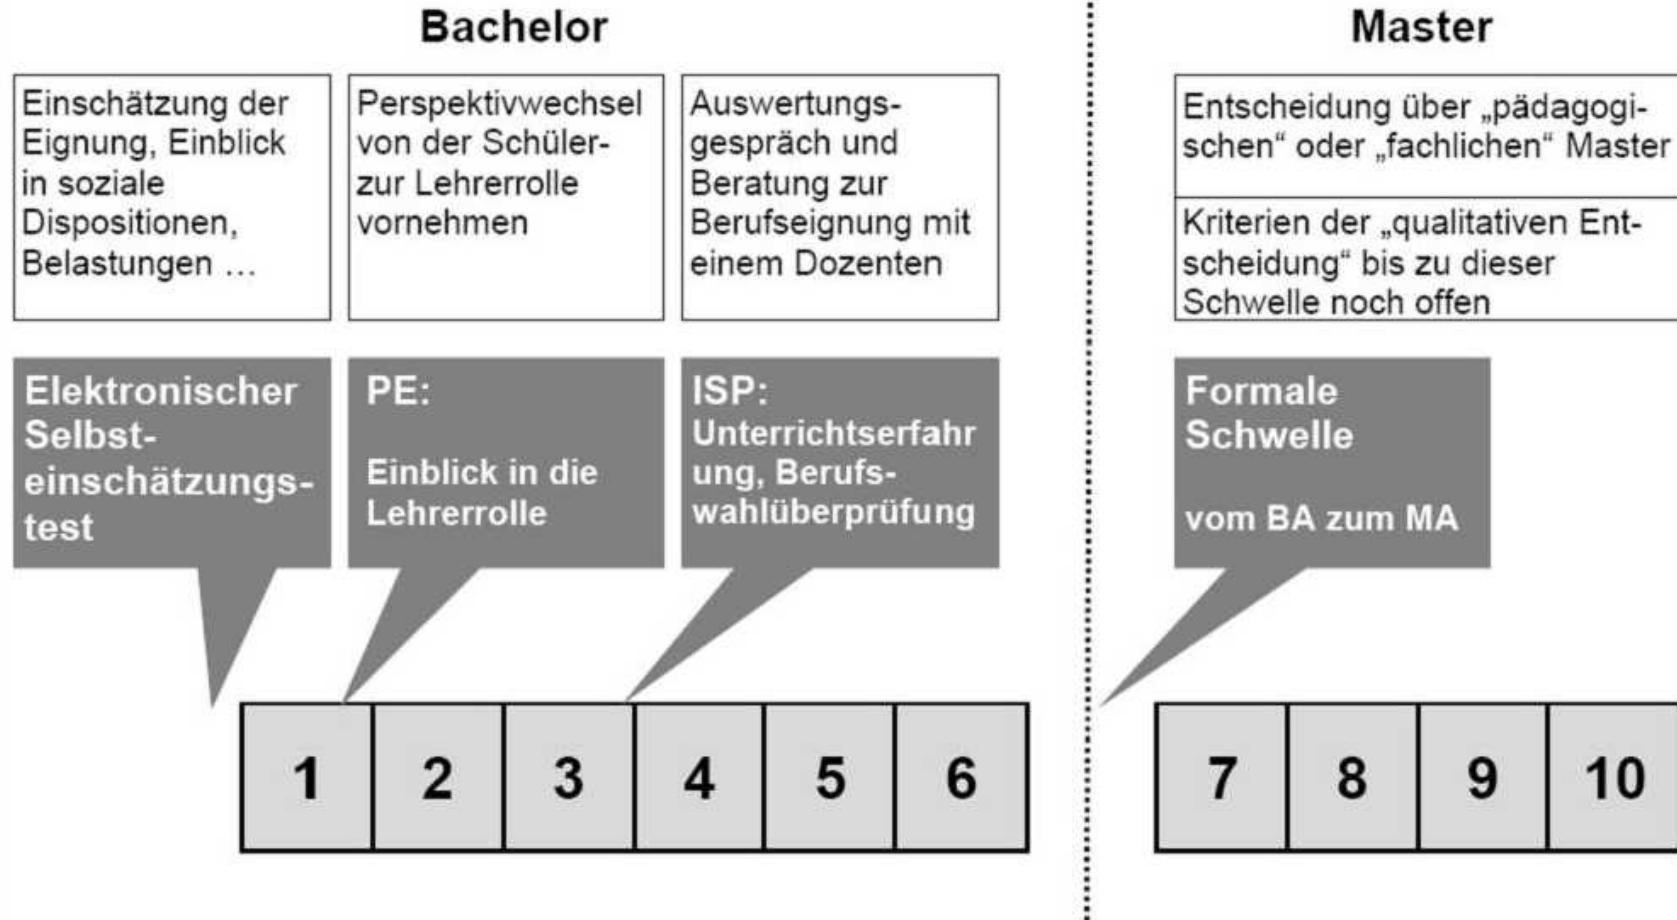 Bachelor
Master
Einschätzung der
Eignung, Einblick
in soziale
Dispositionen,
Belastungen ...
Perspektivwechsel
von der Schüler-
zur Lehrerrolle
vornehmen
Auswertungs-
gespräch und
Beratung zur
Berufseignung mit
einem Dozenten
Entscheidung über „pädagogi-
schen“ oder „fachlichen“ Master
Kriterien der „qualitativen Ent-
scheidung“ bis zu dieser
Schwelle noch offen
Elektronischer
Selbst-
einschätzungs-
test
PE:
Einblick in die
Lehrerrolle
ISP:
Unterrichtserfahr
ung, Berufs-
wahlüberprüfung
Formale
Schwelle
vom BA zum MA
1 2 3 4 5 6 7 8 9 10